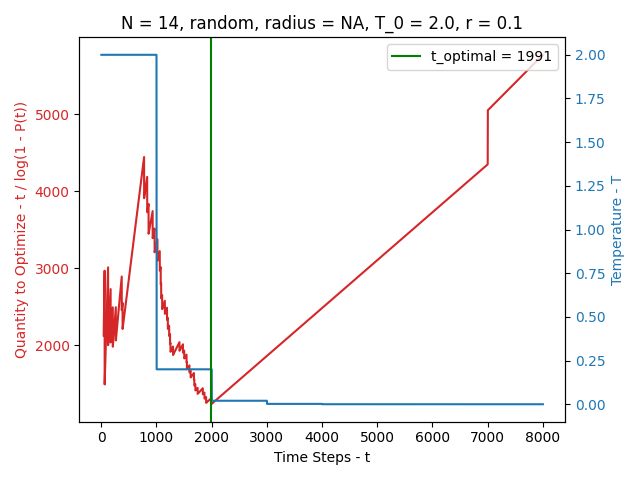 N = 14, random, radius = NA, T_0 = 2.0, r = 0.1
t_optimal = 1991
Quantity to Optimize - t / log(1 - P(t))
5000
4000
3000
2000
2.00
1.75
1.50
1.25
1.00
0.75
0.50
0.25
0.00
Temperature - T
0 1000 2000 3000 4000 5000 6000 7000 8000
Time Steps - t